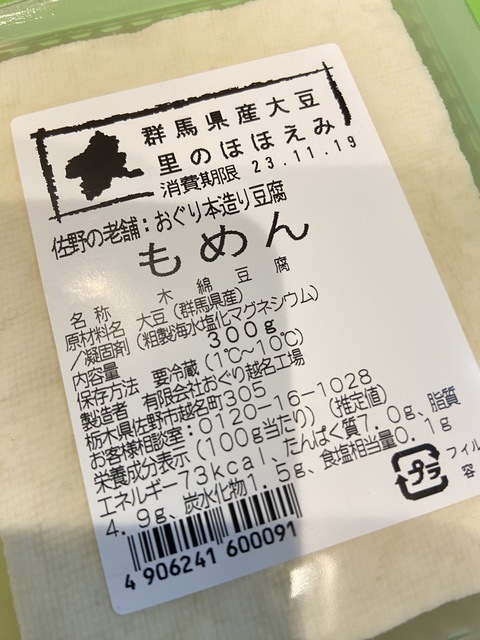 群馬県産大豆
里のほほえみ
消費期限 23.11.19
佐野の老舗:おぐり本造り豆腐
もめん
名 称 木綿豆腐
原材料名 大豆(群馬県産)
/凝固剤(粗製海水塩化マグネシウム)
内容量 300g
保存方法 要冷蔵(1℃~10℃)
製造者 有限会社おぐり越名工場
栃木県佐野市越名町305
お客様相談室:0120-16-1028
栄養成分表示(100g当たり)(推定値)
エネルギー73kcal、たんぱく質7.0g、脂質
4.9g、炭水化物1.5g、食塩相当量0.1g
プラ
フィル
容
4 906241 600091